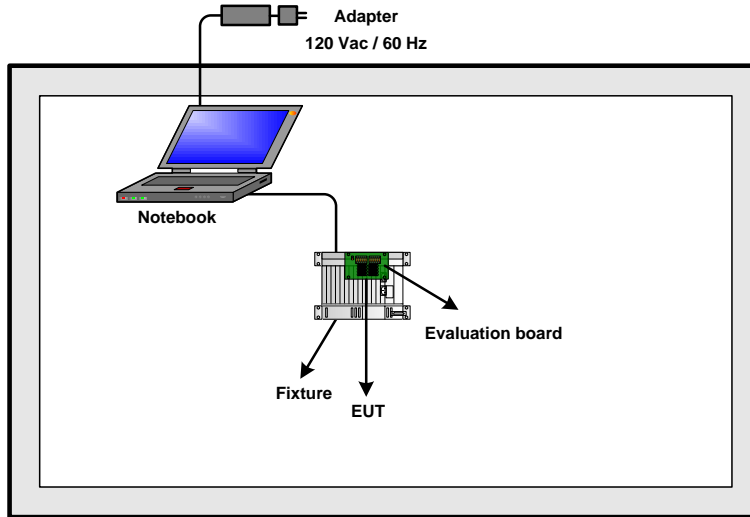 Adapter
120 Vac / 60 Hz
Notebook
Evaluation board
Fixture
EUT